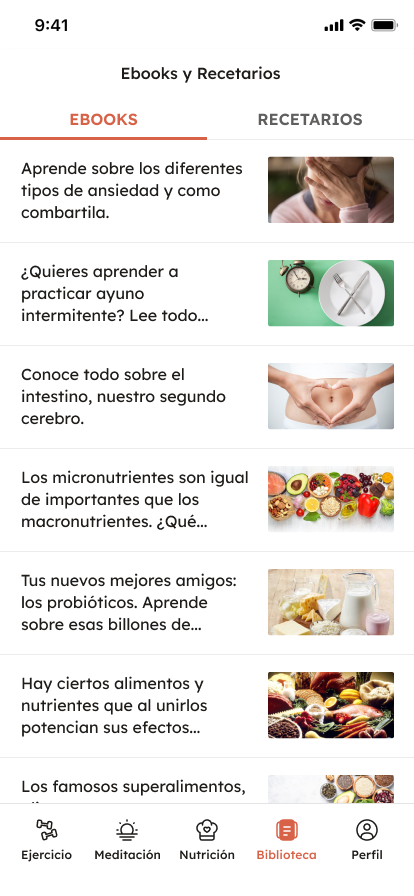 9:41
Ebooks y Recetarios
EBOOKS
RECETARIOS
Aprende sobre los diferentes
tipos de ansiedad y como
combartila.
¿Quieres aprender a
practicar ayuno
intermitente? Lee todo...
Conoce todo sobre el
intestino, nuestro segundo
cerebro.
Los micronutrientes son igual
de importantes que los
macronutrientes. ¿Qué...
Tus nuevos mejores amigos:
los probióticos. Aprende
sobre esas billones de...
Hay ciertos alimentos y
nutrientes que al unirlos
potencian sus efectos...
Los famosos superalimentos,
Ejercicio
Meditación
Nutrición
Biblioteca
Perfil